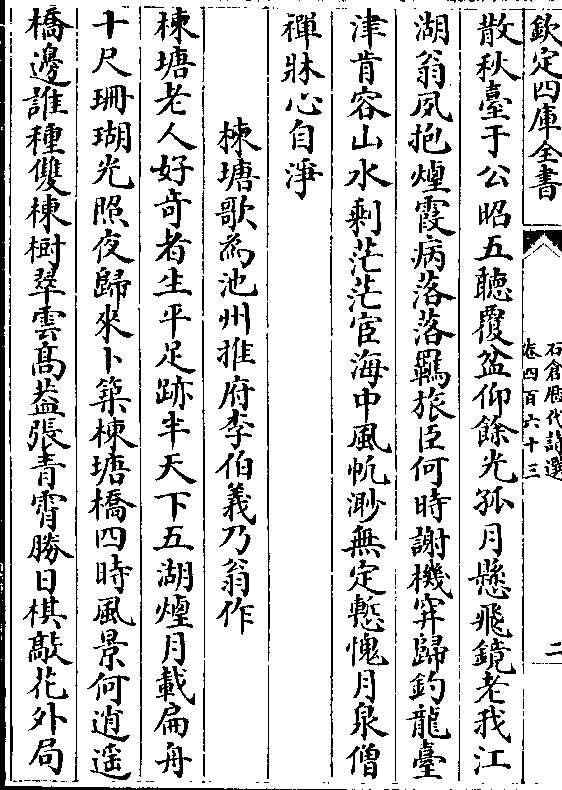 欽定四庫全書
石倉歷代詩選
卷四百六十三
二
散秋臺于公昭五聽覆盆仰餘光孤月懸飛鏡老我江
湖翁夙抱煙霞病落落羈旅臣何時謝機穽歸釣龍臺
津肯容山水剩茫茫宦海中風帆渺無定慙愧月泉僧
禪牀心自淨
楝塘歌為池州推府李伯義乃翁作
楝塘老人好奇者生平足跡半天下五湖煙月載扁舟
十尺珊瑚光照夜歸來卜築楝塘橋四時風景何逍遥
橋邊誰種雙楝樹翠雲髙葢張青霄勝日棋敲花外局